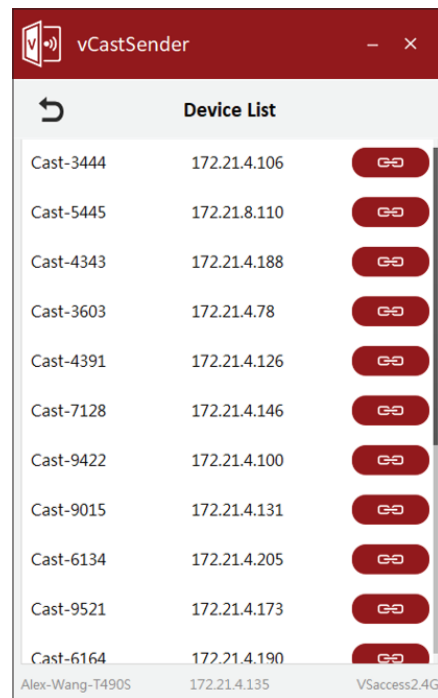 V vCastSender
Device List
Cast-3444 172.21.4.106
Cast-5445 172.21.8.110
Cast-4343 172.21.4.188
Cast-3603 172.21.4.78
Cast-4391 172.21.4.126
Cast-7128 172.21.4.146
Cast-9422 172.21.4.100
Cast-9015 172.21.4.131
Cast-6134 172.21.4.205
Cast-9521 172.21.4.173
Cast-6164 172.21.4.190
Alex-Wang-T490S 172.21.4.135 VSaccess2.4G